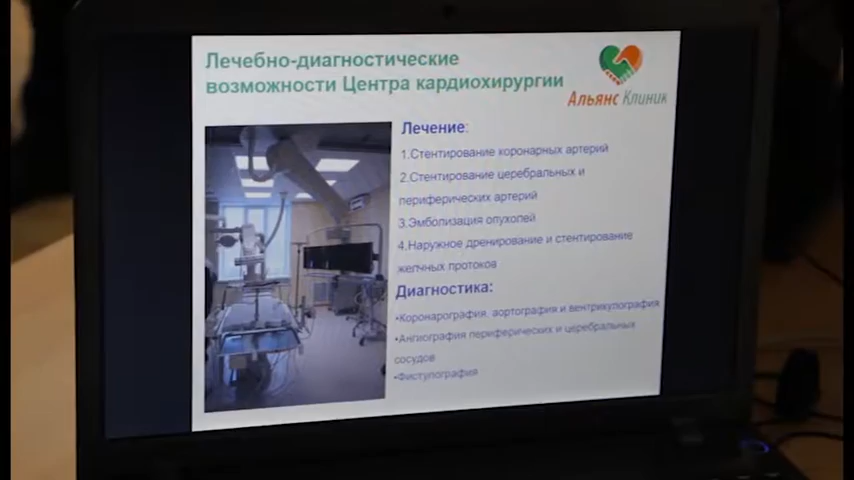 Лечебно-диагностические
возможности Центра кардиохирургии
Альянс Клиник
Лечение:
1.Стентирование коронарных артерий
2.Стентирование церебральных и
периферических артерий
3.Эмболизация опухолей
4.Наружное дренирование и стентирование
желчных протоков
Диагностика:
•Коронарография, аортография и вентрикулография
•Ангиография периферических и церебральных
сосудов
•Фистулография